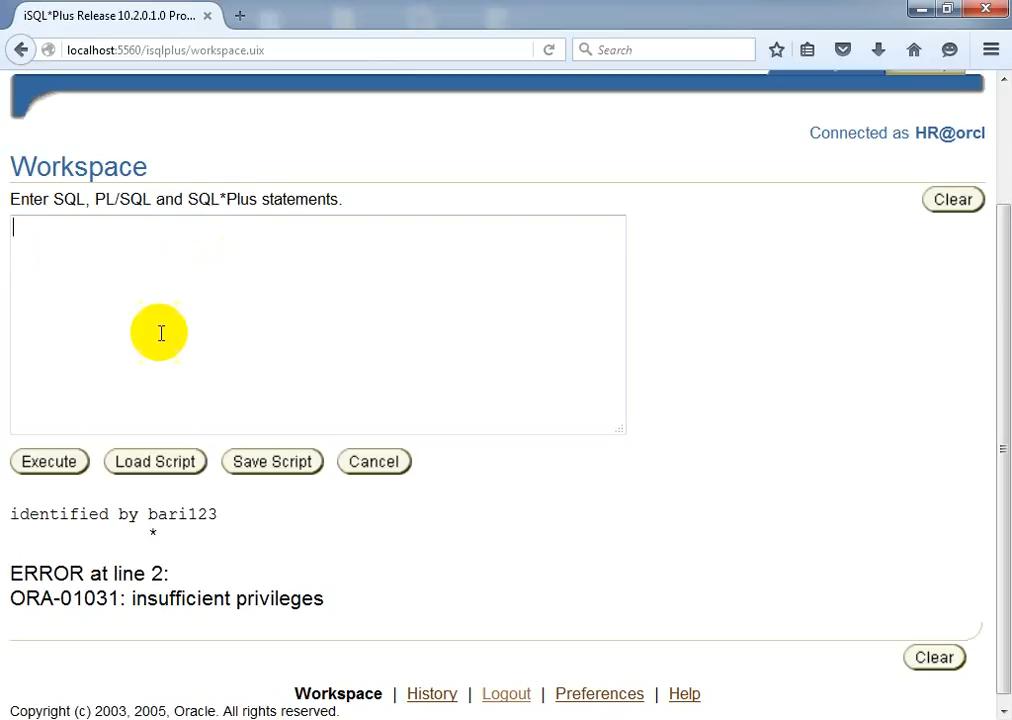 iSQL*Plus Release 10.2.0.1.0 Pro...
localhost:5560/isqlplus/workspace.uix
Search
Connected as HR@orcl
Workspace
Enter SQL, PL/SQL and SQL*Plus statements.
Clear
Execute
Load Script
Save Script
Cancel
identified by bari123
*
ERROR at line 2:
ORA-01031: insufficient privileges
Clear
Workspace | History | Logout | Preferences | Help
Copyright (c) 2003, 2005, Oracle. All rights reserved.